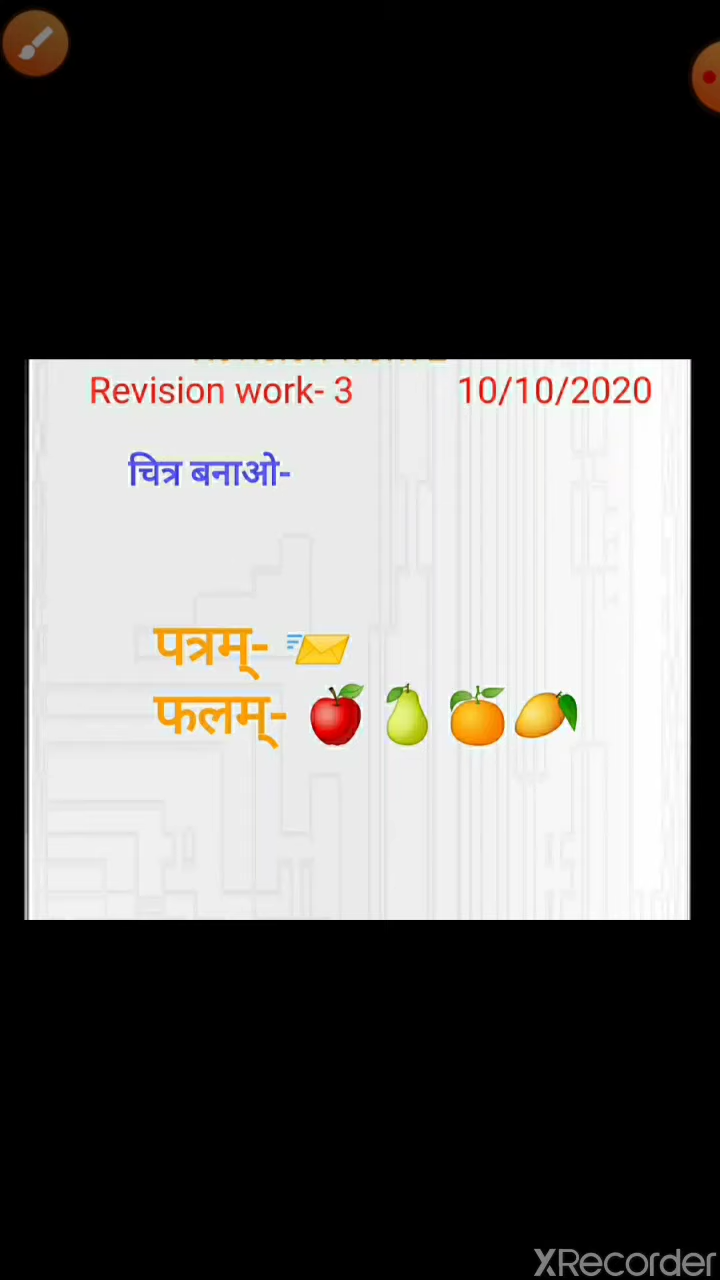 Revision work- 3 10/10/2020
चित्र बनाओ-
पत्रम्-
फलम्-
XRecorder